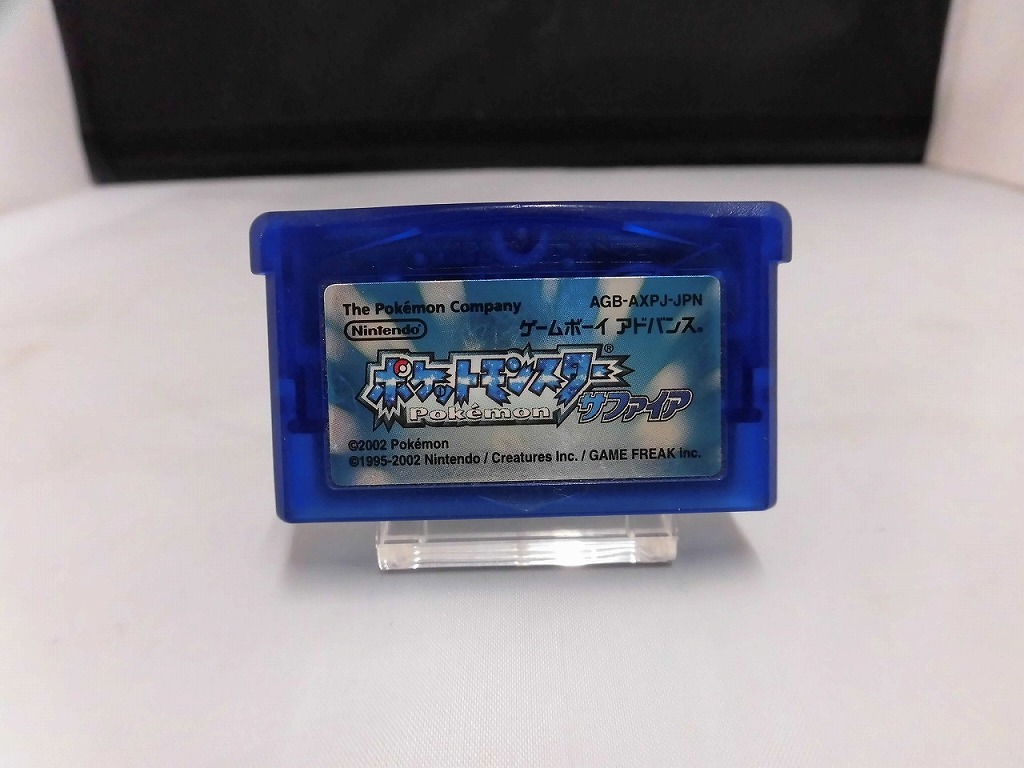 The Pokémon Company
AGB-AXPJ-JPN
Nintendo®
ゲームボーイ アドバンス®
ポケットモンスター®
Pokémon
サファイア
©2002 Pokémon
©1995-2002 Nintendo / Creatures Inc. / GAME FREAK inc.